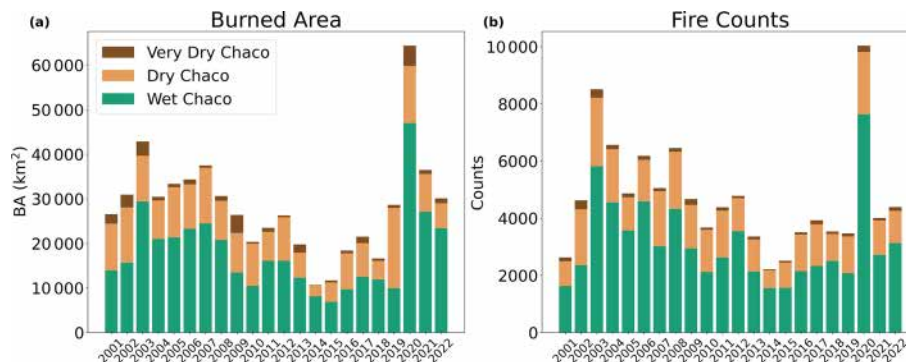 (a) Burned Area
Very Dry Chaco
Dry Chaco
Wet Chaco
BA (km²)
60 000
50 000
40 000
30 000
20 000
10 000
0
2001 2002 2003 2004 2005 2006 2007 2008 2009 2010 2011 2012 2013 2014 2015 2016 2017 2018 2019 2020 2021 2022
(b) Fire Counts
Counts
10 000
8000
6000
4000
2000
0
2001 2002 2003 2004 2005 2006 2007 2008 2009 2010 2011 2012 2013 2014 2015 2016 2017 2018 2019 2020 2021 2022